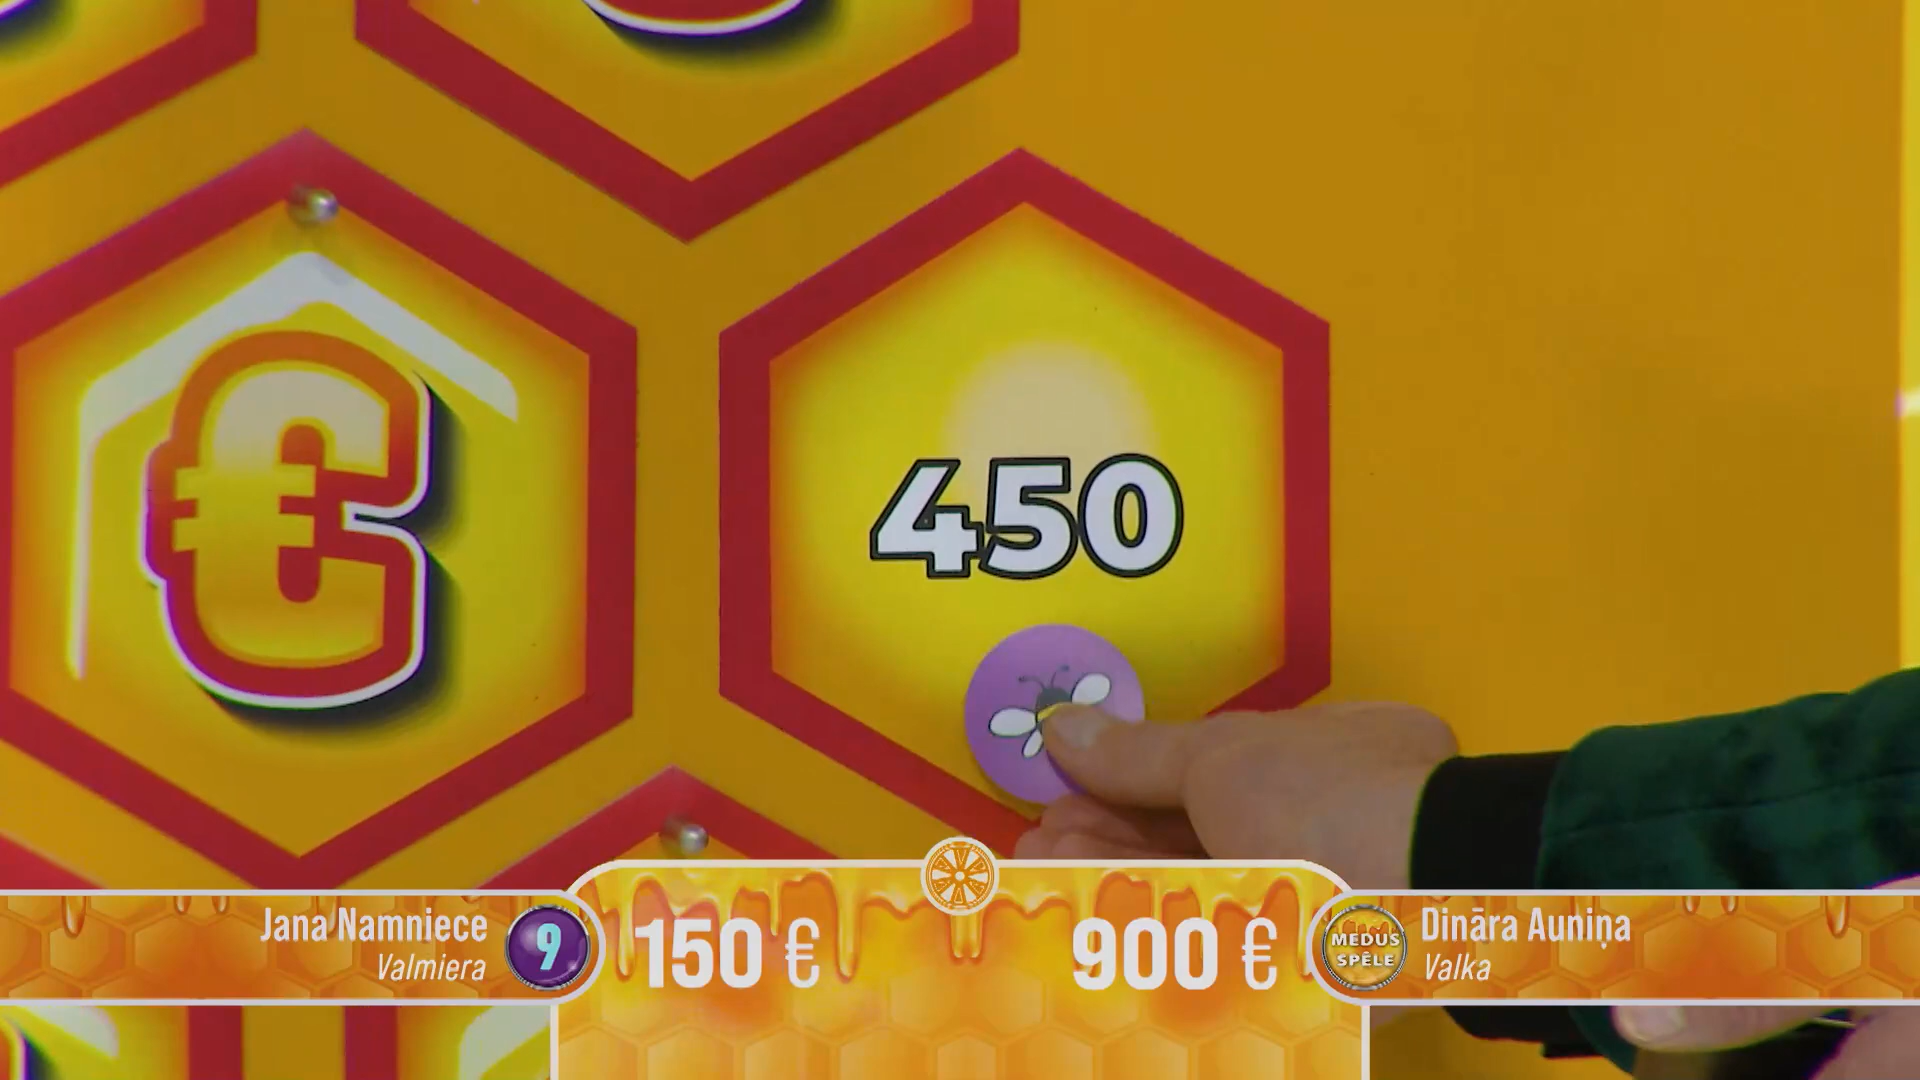 €
450
Jana Namniece
Valmiera
9
150 €
900 €
MEDUS
SPĒLE
Dināra Auniņa
Valka